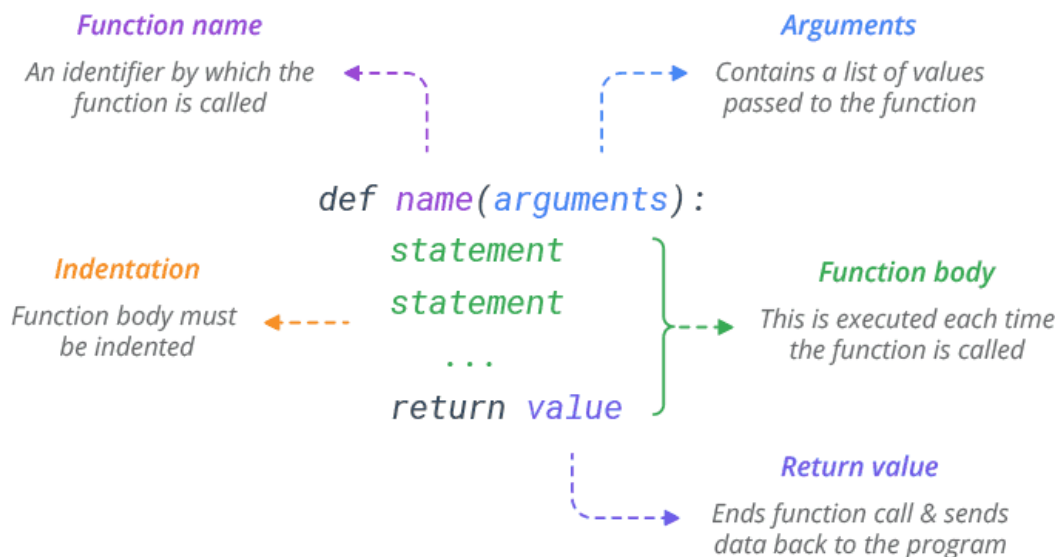 Function name
An identifier by which the
function is called
Arguments
Contains a list of values
passed to the function
def name(arguments):
statement
statement
...
return value
Indentation
Function body must
be indented
Function body
This is executed each time
the function is called
Return value
Ends function call & sends
data back to the program